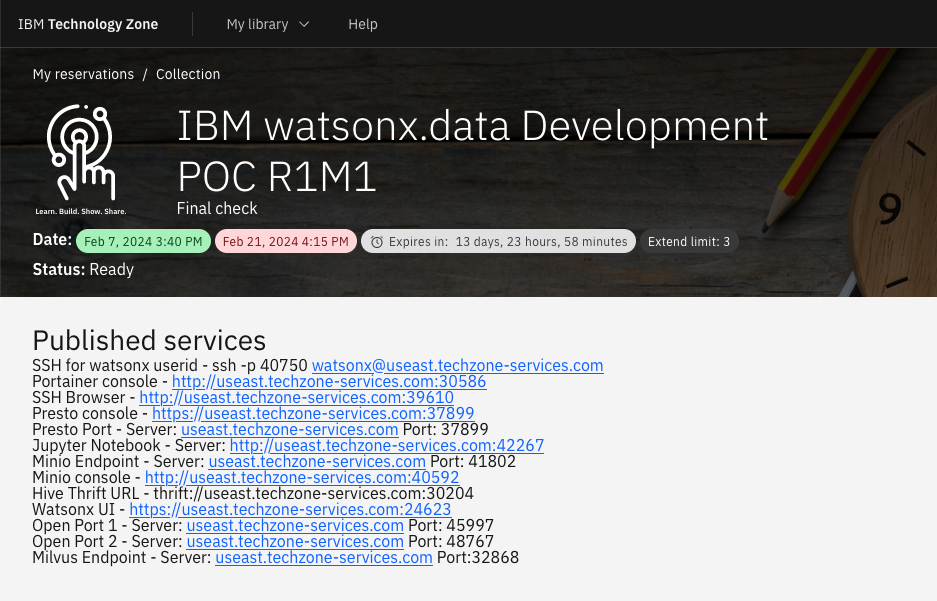 IBM Technology Zone
My library
Help
My reservations / Collection
IBM watsonx.data Development
POC R1M1
Learn. Build. Show. Share.
Final check
Date: Feb 7, 2024 3:40 PM Feb 21, 2024 4:15 PM Expires in: 13 days, 23 hours, 58 minutes Extend limit: 3
Status: Ready
9
Published services
SSH for watsonx userid - ssh -p 40750 watsonx@useast.techzone-services.com
Portainer console - http://useast.techzone-services.com:30586
SSH Browser - http://useast.techzone-services.com:39610
Presto console - https://useast.techzone-services.com:37899
Presto Port - Server: useast.techzone-services.com Port: 37899
Jupyter Notebook - Server: http://useast.techzone-services.com:42267
Minio Endpoint - Server: useast.techzone-services.com Port: 41802
Minio console - http://useast.techzone-services.com:40592
Hive Thrift URL - thrift://useast.techzone-services.com:30204
Watsonx UI - https://useast.techzone-services.com:24623
Open Port 1 - Server: useast.techzone-services.com Port: 45997
Open Port 2 - Server: useast.techzone-services.com Port: 48767
Milvus Endpoint - Server: useast.techzone-services.com Port:32868